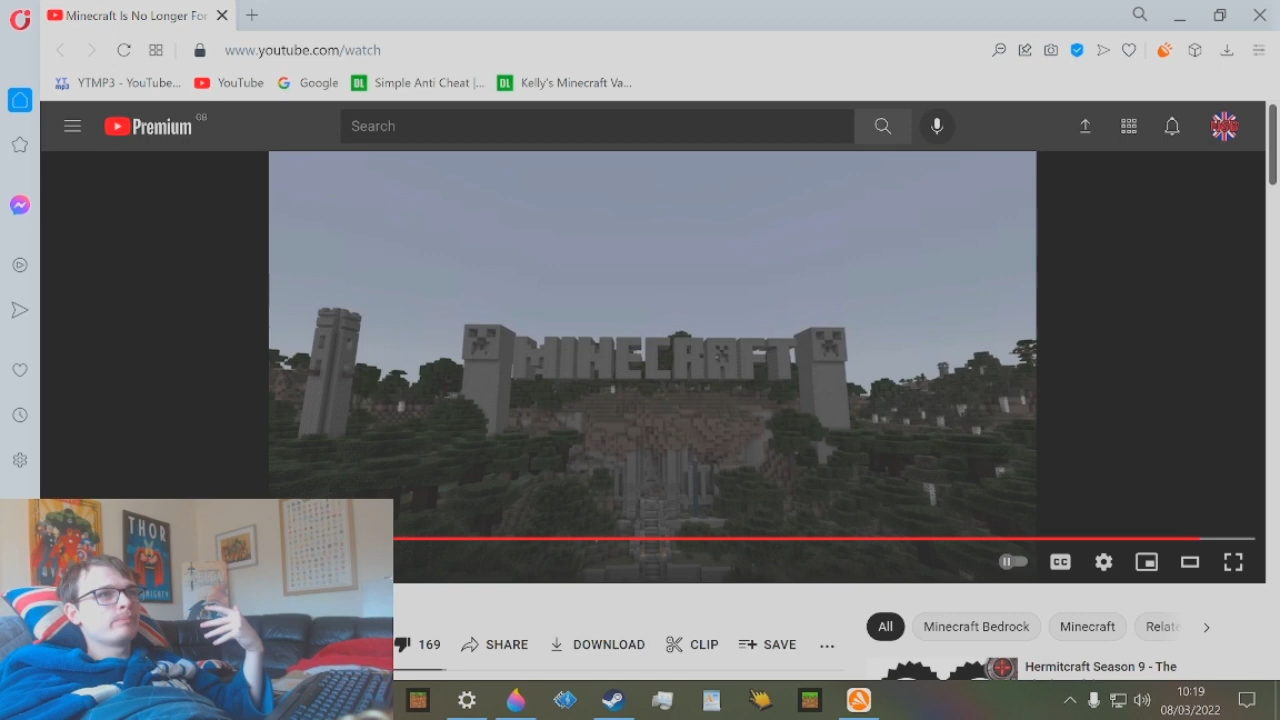 Minecraft Is No Longer For
www.youtube.com/watch
YTMP3 - YouTube... YouTube Google Simple Anti Cheat |... Kelly's Minecraft Va...
Premium GB
Search
MINECRAFT
THOR
CC
169 SHARE DOWNLOAD CLIP SAVE ...
All Minecraft Bedrock Minecraft Relate
Hermitcraft Season 9 - The
10:19
08/03/2022